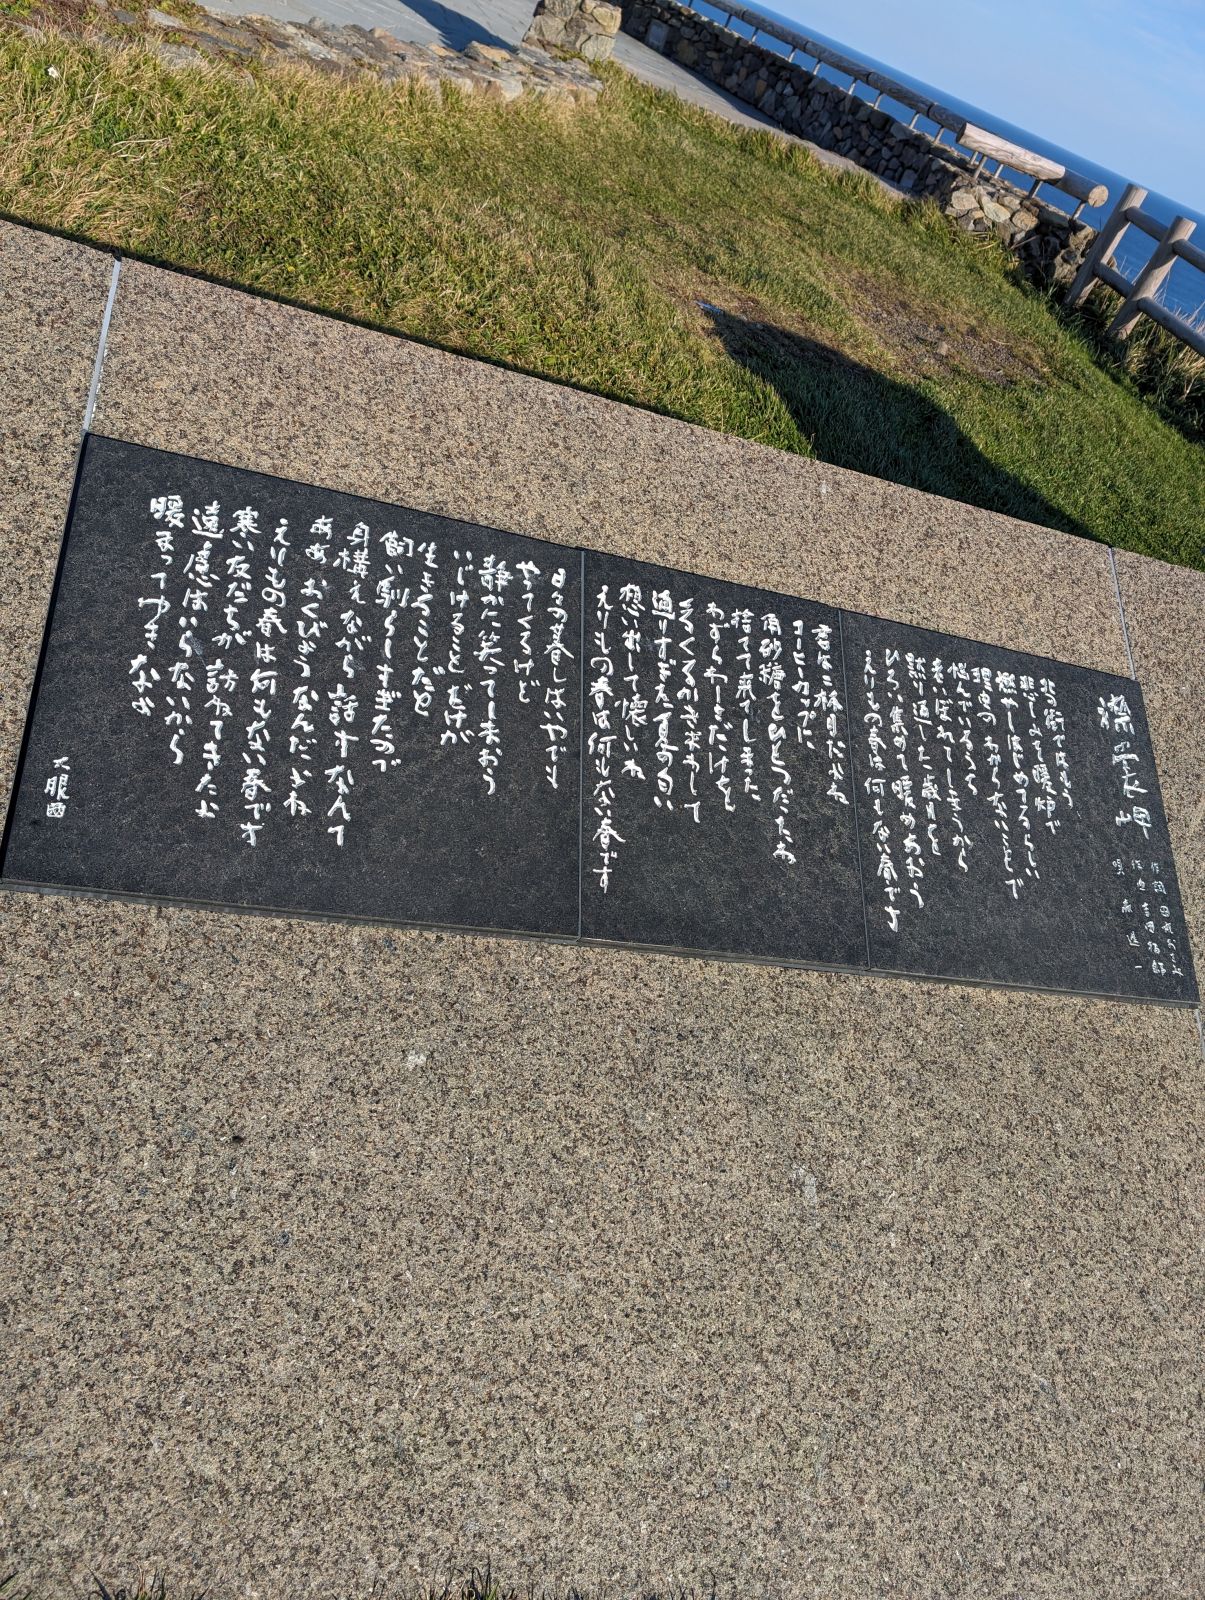 襟裳岬
作詞 岡本おさみ
作曲 吉田拓郎
唄 森進一
北の街ではもう
悲しみを暖炉で
燃やしはじめてるらしい
理由のわからないことで
悩んでいるうち
老いぼれてしまうから
黙り通した歳月を
ひろい集めて暖めあおう
えりもの春は何もない春です
君は二杯目だよね
コーヒーカップに
角砂糖をひとつだったね
捨てて来てしまった
わずらわしさだけを
くるくるかきまわして
通りすぎた夏の匂い
想い出して懐しいね
えりもの春は何もない春です
日々の暮しはいやでも
やってくるけど
静かに笑ってしまおう
いじけることだけが
生きることだと
飼い馴らしすぎたので
身構えながら話すなんて
ああ おくびょうなんだよね
えりもの春は何もない春です
寒い友だちが訪ねてきたよ
遠慮はいらないから
暖まってゆきなよ